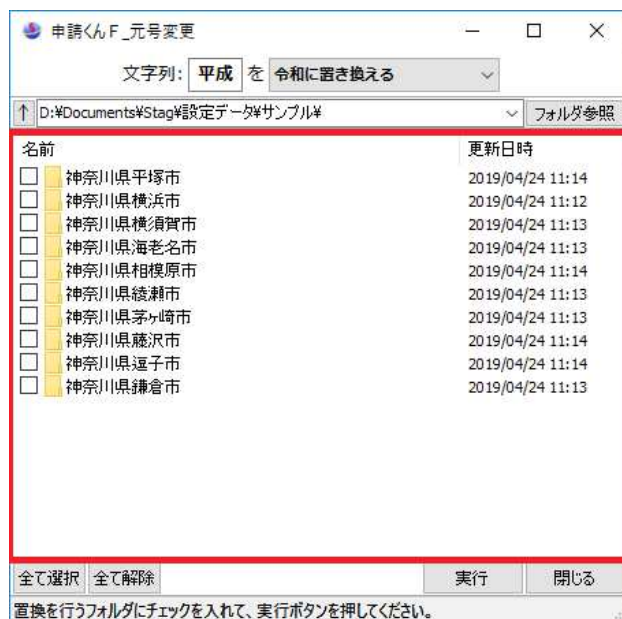 申請くんF_元号変更
文字列: 平成 を 令和に置き換える
↑ D:¥Documents¥Stag¥設定データ¥サンプル¥ フォルダ参照
名前 更新日時
神奈川県平塚市 2019/04/24 11:14
神奈川県横浜市 2019/04/24 11:12
神奈川県横須賀市 2019/04/24 11:13
神奈川県海老名市 2019/04/24 11:13
神奈川県相模原市 2019/04/24 11:14
神奈川県綾瀬市 2019/04/24 11:13
神奈川県茅ヶ崎市 2019/04/24 11:13
神奈川県藤沢市 2019/04/24 11:14
神奈川県逗子市 2019/04/24 11:14
神奈川県鎌倉市 2019/04/24 11:13
全て選択 全て解除 実行 閉じる
置換を行うフォルダにチェックを入れて、実行ボタンを押してください。